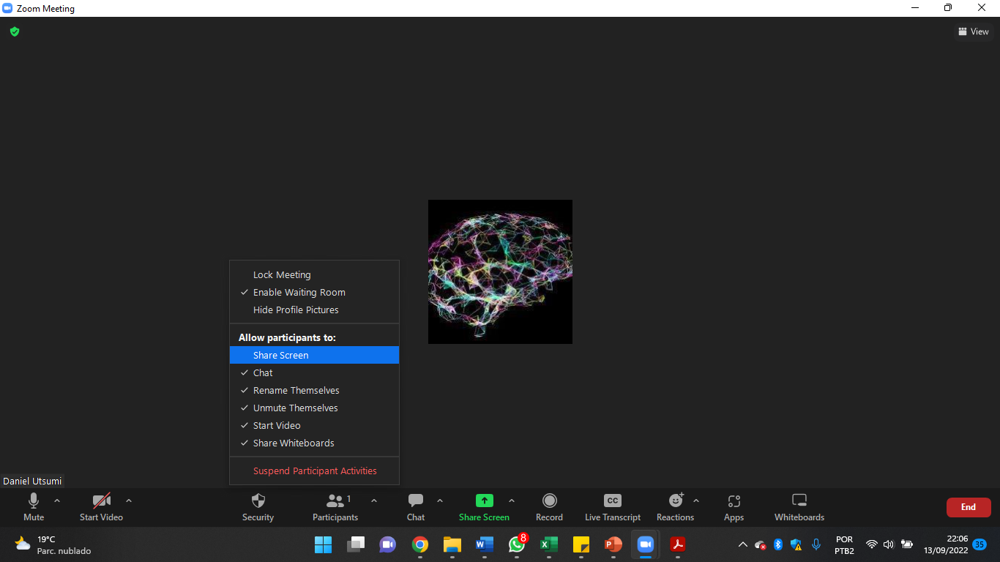 Zoom Meeting
View
Lock Meeting
Enable Waiting Room
Hide Profile Pictures
Allow participants to:
Share Screen
Chat
Rename Themselves
Unmute Themselves
Start Video
Share Whiteboards
Suspend Participant Activities
Daniel Utsumi
Mute
Start Video
Security
Participants
1
Chat
Share Screen
Record
CC
Live Transcript
Reactions
Apps
Whiteboards
End
19°C
Parc. nublado
W
8
X
P
POR
PTB2
22:06
13/09/2022
35